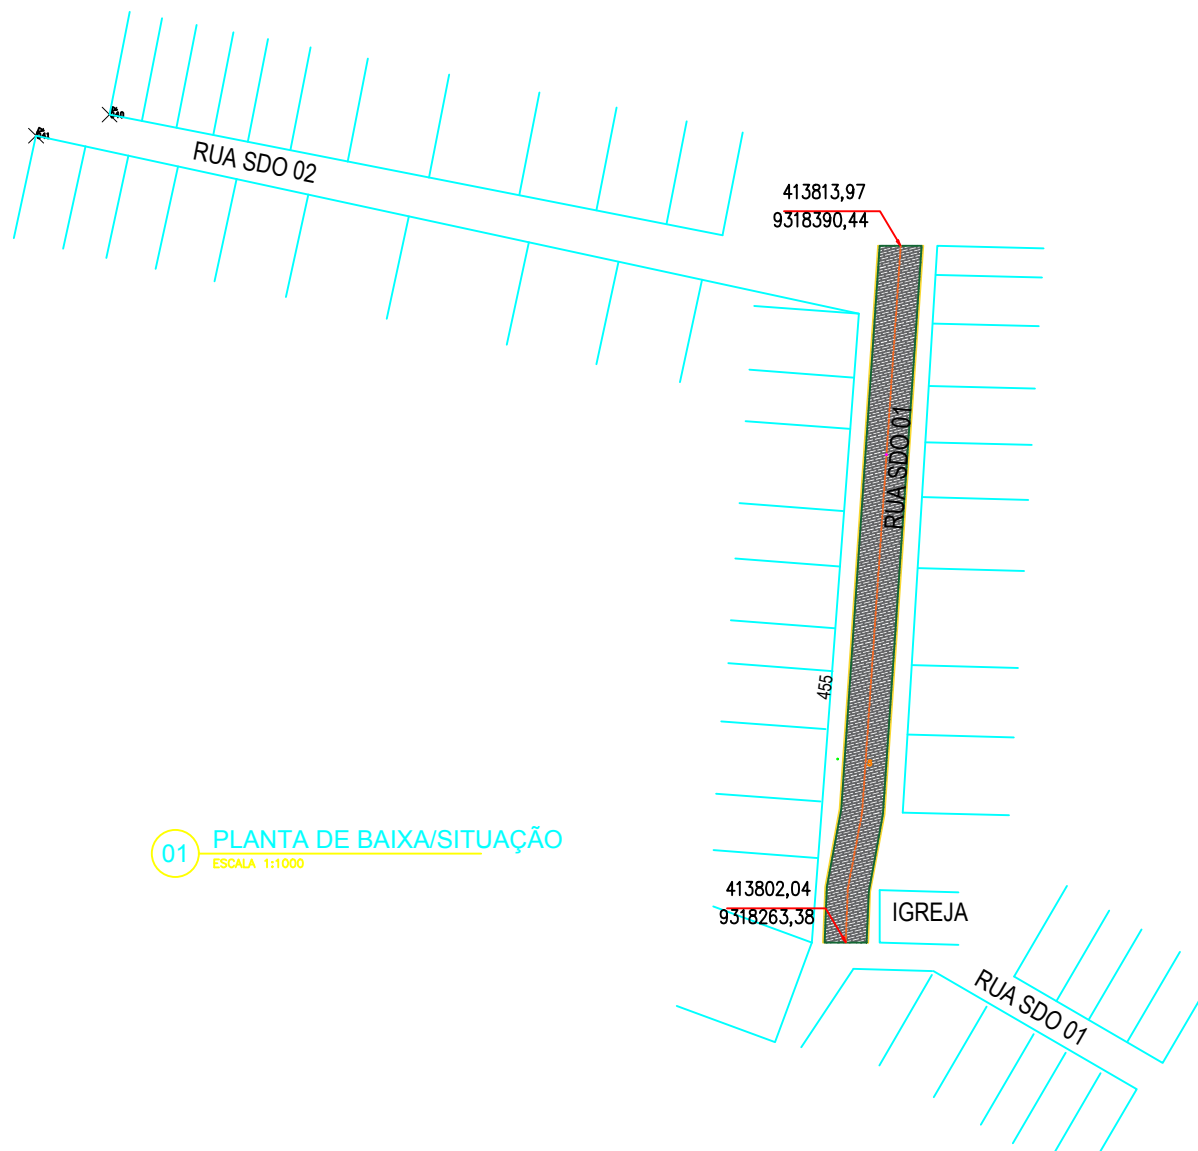 RUA SDO 02
413813,97
9318390,44
RUA SDO 01
455
01
PLANTA DE BAIXA/SITUAÇÃO
ESCALA 1:1000
413802,04
9318263,38
IGREJA
RUA SDO 01